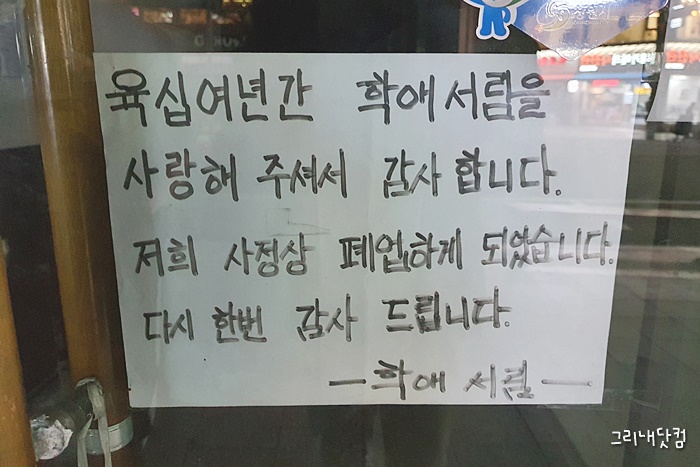 육십여년간 학애서림을
사랑해 주셔서 감사합니다.
저희 사정상 폐업하게 되었습니다.
다시 한번 감사 드립니다.
— 학애 서림 —
그리내닷컴